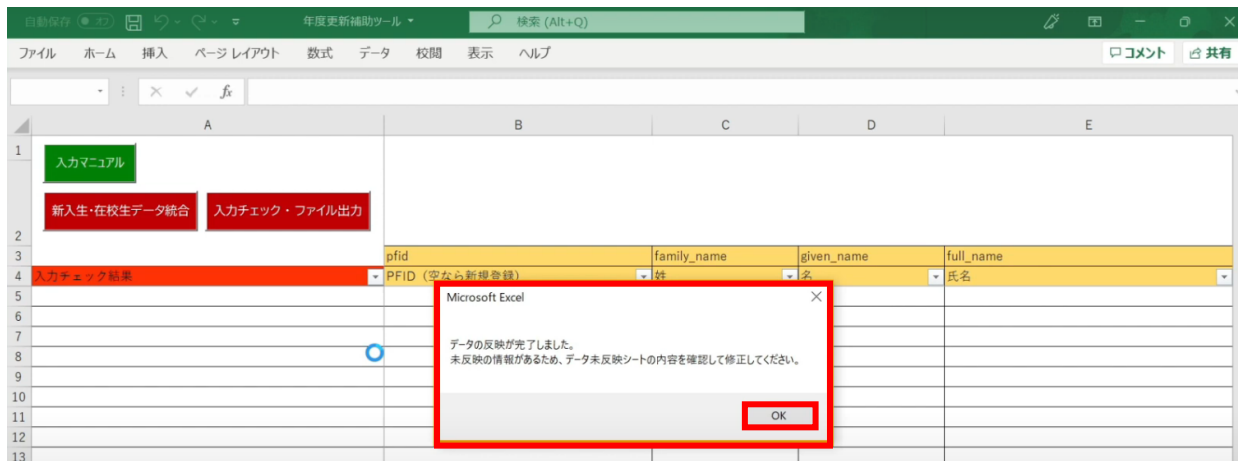 自動保存 オフ 年度更新補助ツール 検索 (Alt+Q)
ファイル ホーム 挿入 ページ レイアウト 数式 データ 校閲 表示 ヘルプ コメント 共有
fx
A B C D E
1
入力マニュアル
新入生・在校生データ統合 入力チェック・ファイル出力
2
3 pfid family_name given_name full_name
4 入力チェック結果 PFID（空なら新規登録） 姓 名 氏名
5
Microsoft Excel
6
7
データの反映が完了しました。
8
未反映の情報があるため、データ未反映シートの内容を確認して修正してください。
9
10
11
OK
12
13